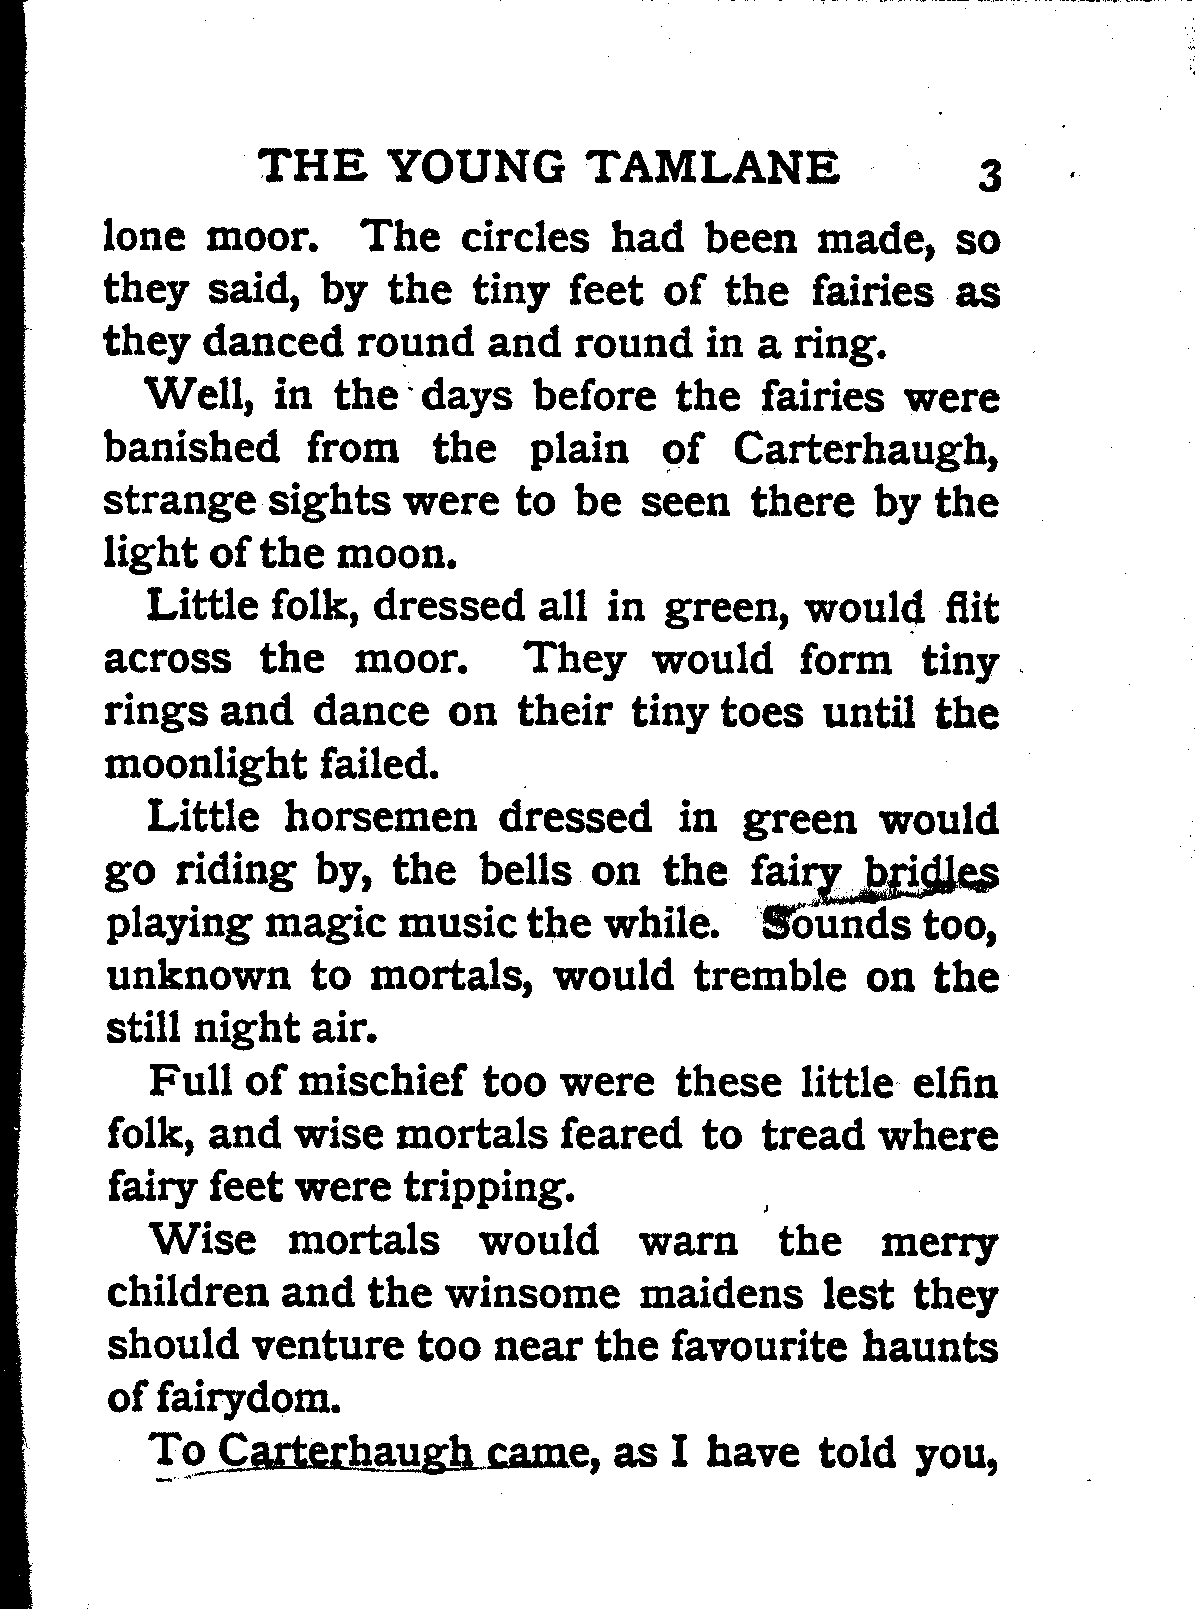 THE YOUNG TAMLANE 3
lone moor. The circles had been made, so
they said, by the tiny feet of the fairies as
they danced round and round in a ring.
Well, in the days before the fairies were
banished from the plain of Carterhaugh,
strange sights were to be seen there by the
light of the moon.
Little folk, dressed all in green, would flit
across the moor. They would form tiny
rings and dance on their tiny toes until the
moonlight failed.
Little horsemen dressed in green would
go riding by, the bells on the fairy bridles
playing magic music the while. Sounds too,
unknown to mortals, would tremble on the
still night air.
Full of mischief too were these little elfin
folk, and wise mortals feared to tread where
fairy feet were tripping.
Wise mortals would warn the merry
children and the winsome maidens lest they
should venture too near the favourite haunts
of fairydom.
To Carterhaugh came, as I have told you,